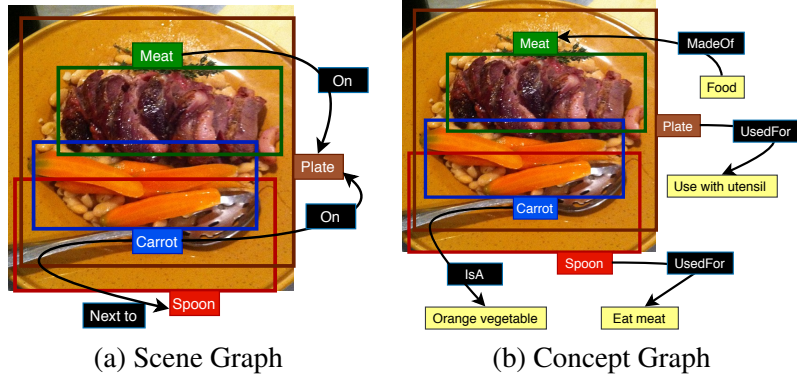 Meat
On
Plate
On
Carrot
Spoon
Next to
(a) Scene Graph
Meat
MadeOf
Food
Plate
UsedFor
Use with utensil
Carrot
Spoon
UsedFor
IsA
Orange vegetable
Eat meat
(b) Concept Graph